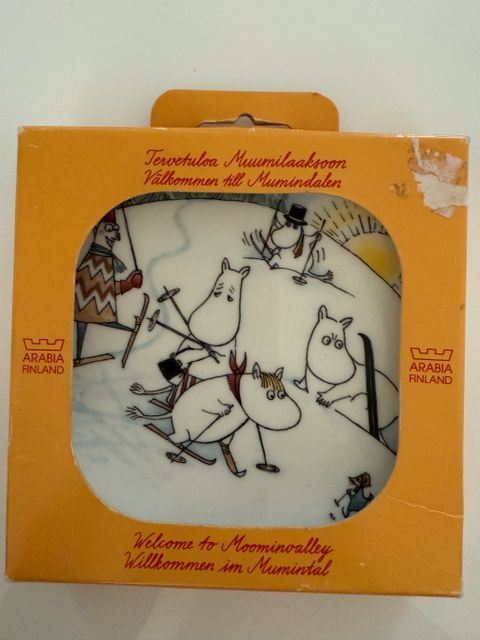 Tervetuloa Muumilaaksoon
Välkommen till Mumindalen
ARABIA
FINLAND
ARABIA
FINLAND
Welcome to Moominvalley
Willkommen im Mumintal